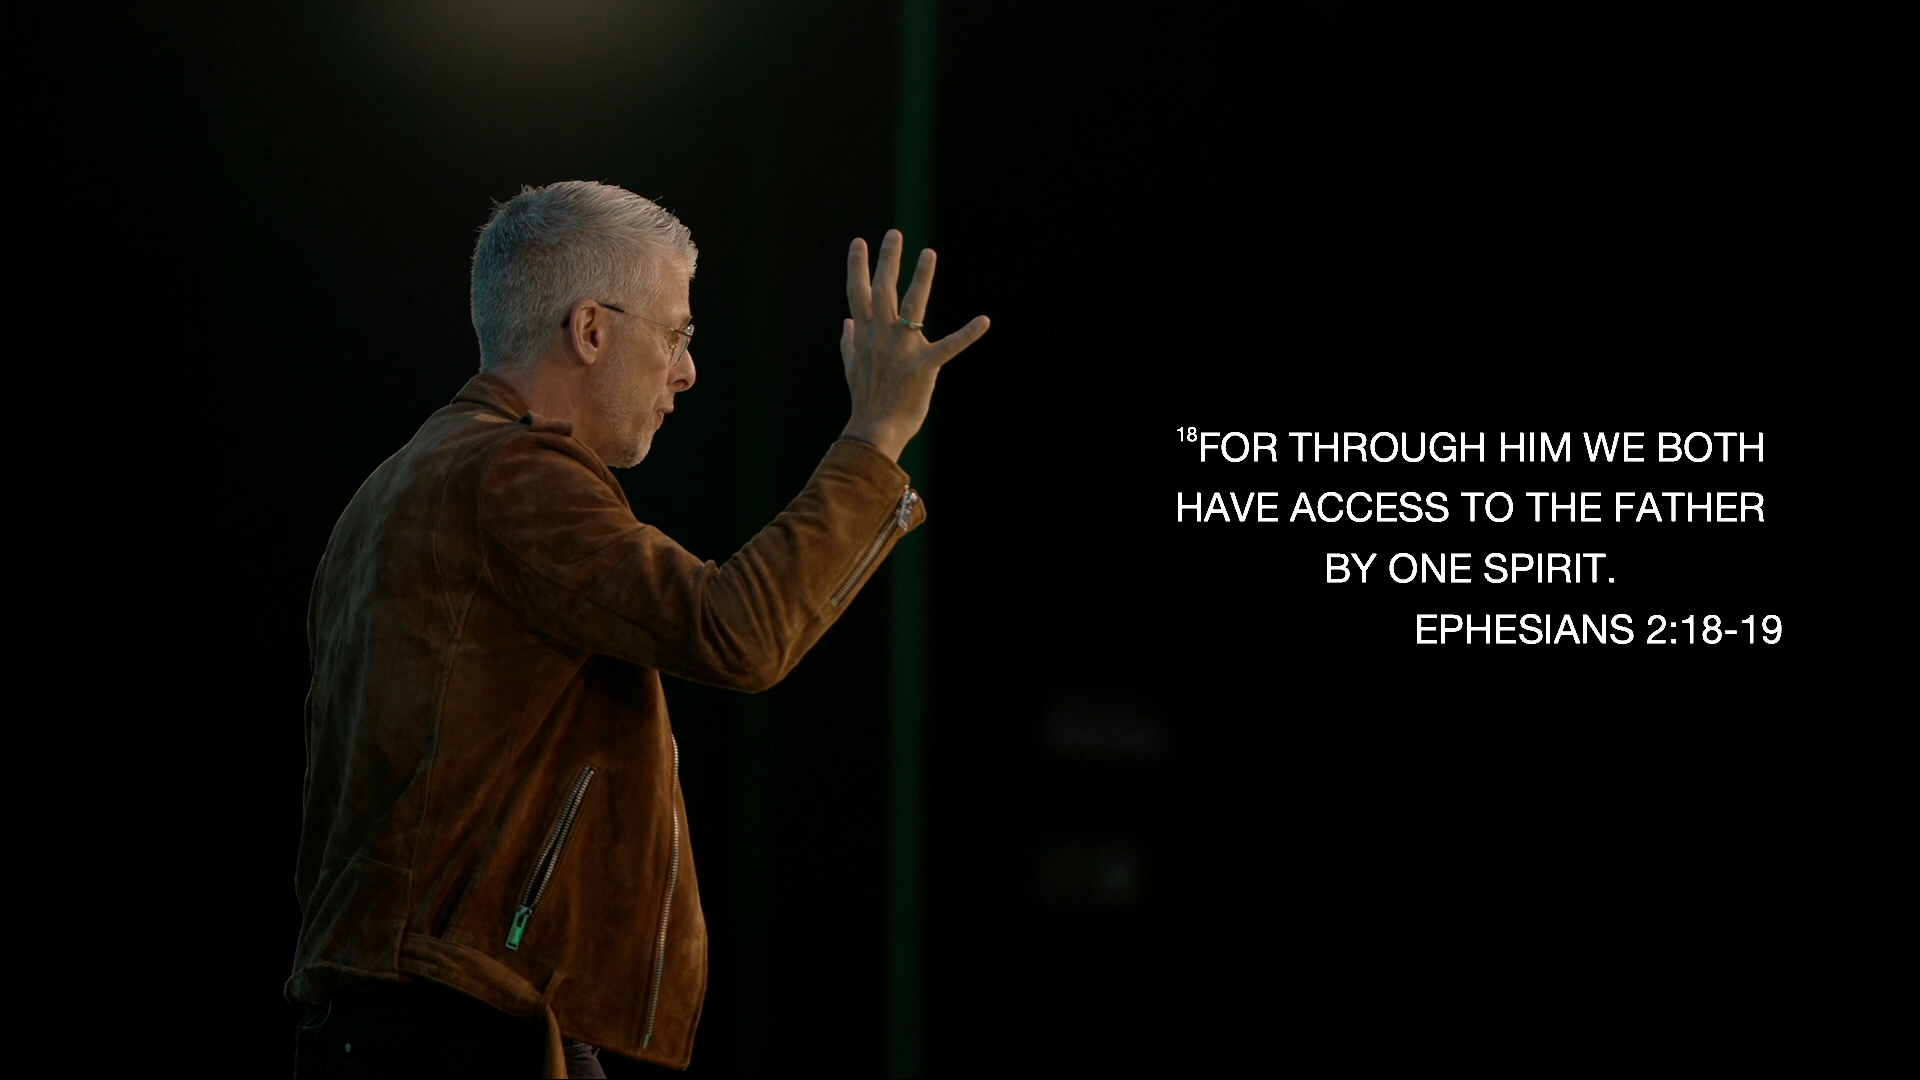 18FOR THROUGH HIM WE BOTH
HAVE ACCESS TO THE FATHER
BY ONE SPIRIT.
EPHESIANS 2:18-19